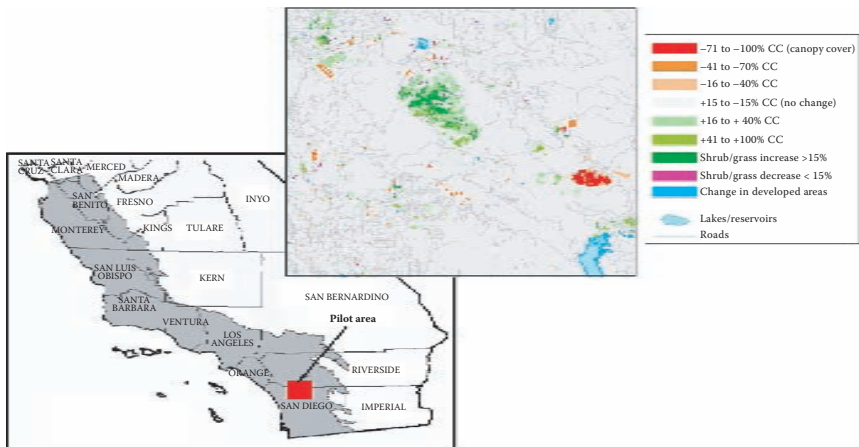 –71 to –100% CC (canopy cover)
–41 to –70% CC
–16 to –40% CC
+15 to –15% CC (no change)
+16 to + 40% CC
+41 to +100% CC
Shrub/grass increase >15%
Shrub/grass decrease < 15%
Change in developed areas
Lakes/reservoirs
Roads
SANTA
CRUZ
SANTA
CLARA
MERCED
MADERA
SAN
BENITO
FRESNO
INYO
MONTEREY
KINGS
TULARE
SAN LUIS
OBISPO
KERN
SANTA
BARBARA
SAN BERNARDINO
VENTURA
Pilot area
LOS
ANGELES
ORANGE
RIVERSIDE
SAN DIEGO
IMPERIAL